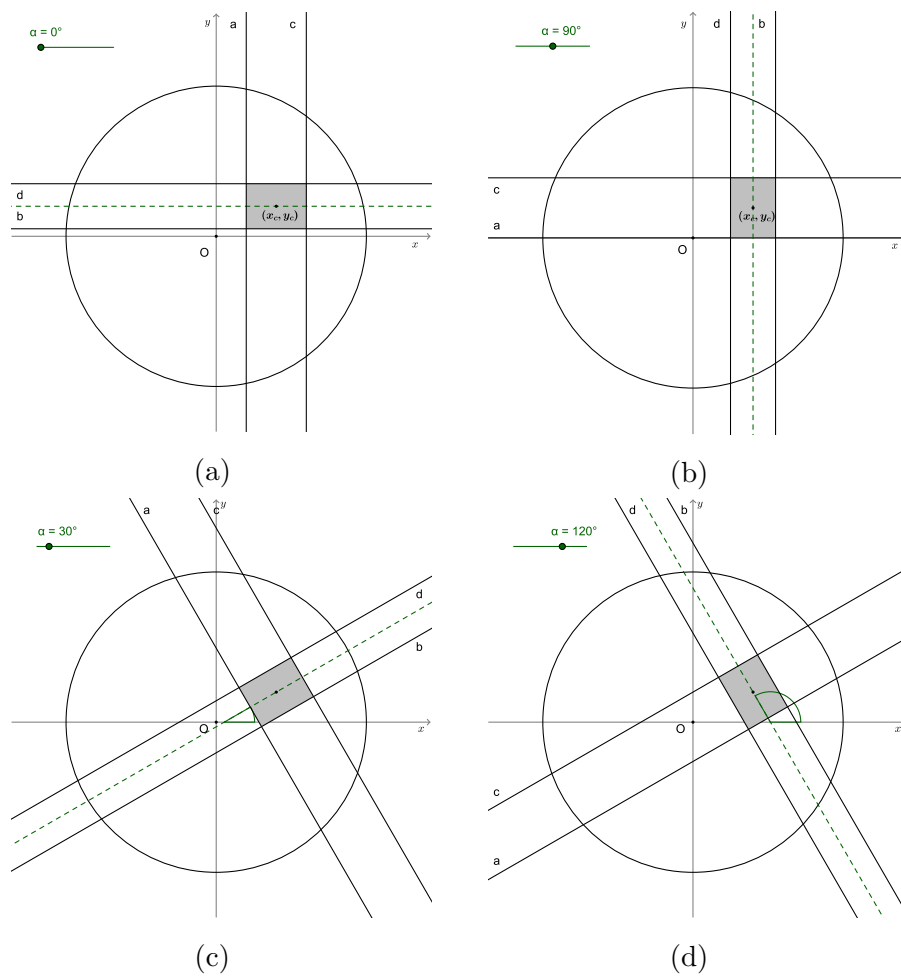 α = 0°
a
c
y
d
b
(x_c, y_c)
O
x
(a)
α = 90°
y
d
b
c
a
(x_c, y_c)
O
x
(b)
α = 30°
a
c
y
d
b
O
x
(c)
α = 120°
d
b
y
c
a
O
x
(d)